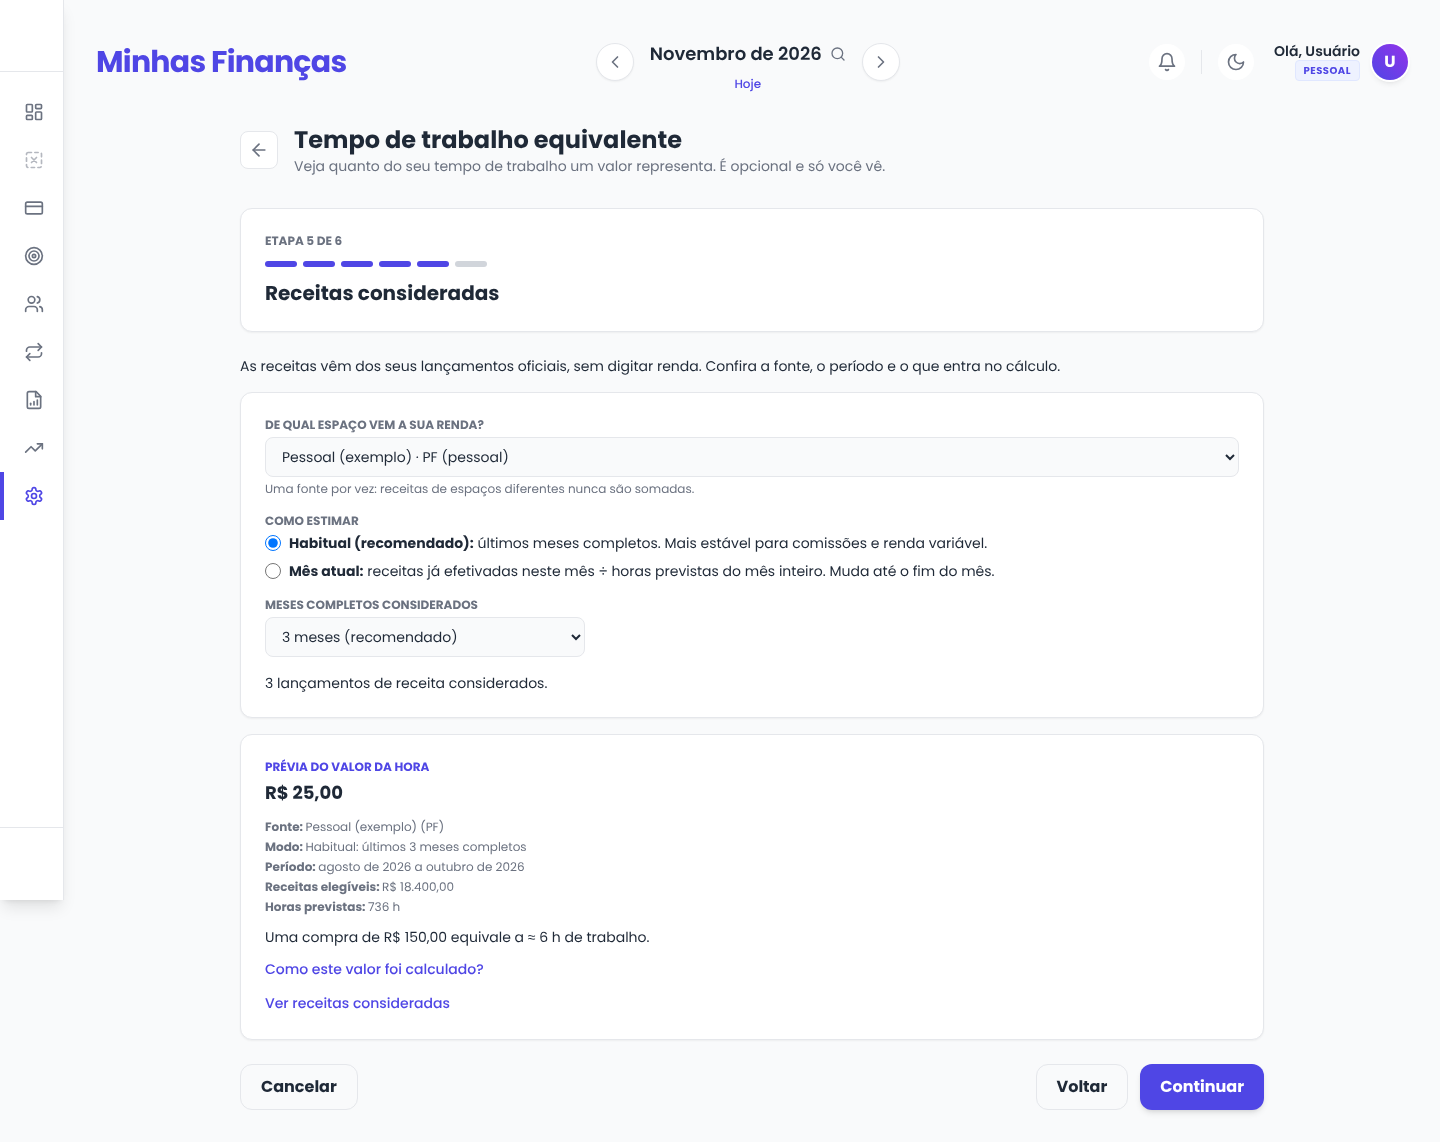 Minhas Finanças
Novembro de 2026
Hoje
Olá, Usuário
PESSOAL
U
Tempo de trabalho equivalente
Veja quanto do seu tempo de trabalho um valor representa. É opcional e só você vê.
ETAPA 5 DE 6
Receitas consideradas
As receitas vêm dos seus lançamentos oficiais, sem digitar renda. Confira a fonte, o período e o que entra no cálculo.
DE QUAL ESPAÇO VEM A SUA RENDA?
Pessoal (exemplo) · PF (pessoal)
Uma fonte por vez: receitas de espaços diferentes nunca são somadas.
COMO ESTIMAR
Habitual (recomendado): últimos meses completos. Mais estável para comissões e renda variável.
Mês atual: receitas já efetivadas neste mês ÷ horas previstas do mês inteiro. Muda até o fim do mês.
MESES COMPLETOS CONSIDERADOS
3 meses (recomendado)
3 lançamentos de receita considerados.
PRÉVIA DO VALOR DA HORA
R$ 25,00
Fonte: Pessoal (exemplo) (PF)
Modo: Habitual: últimos 3 meses completos
Período: agosto de 2026 a outubro de 2026
Receitas elegíveis: R$ 18.400,00
Horas previstas: 736 h
Uma compra de R$ 150,00 equivale a ≈ 6 h de trabalho.
Como este valor foi calculado?
Ver receitas consideradas
Cancelar
Voltar
Continuar